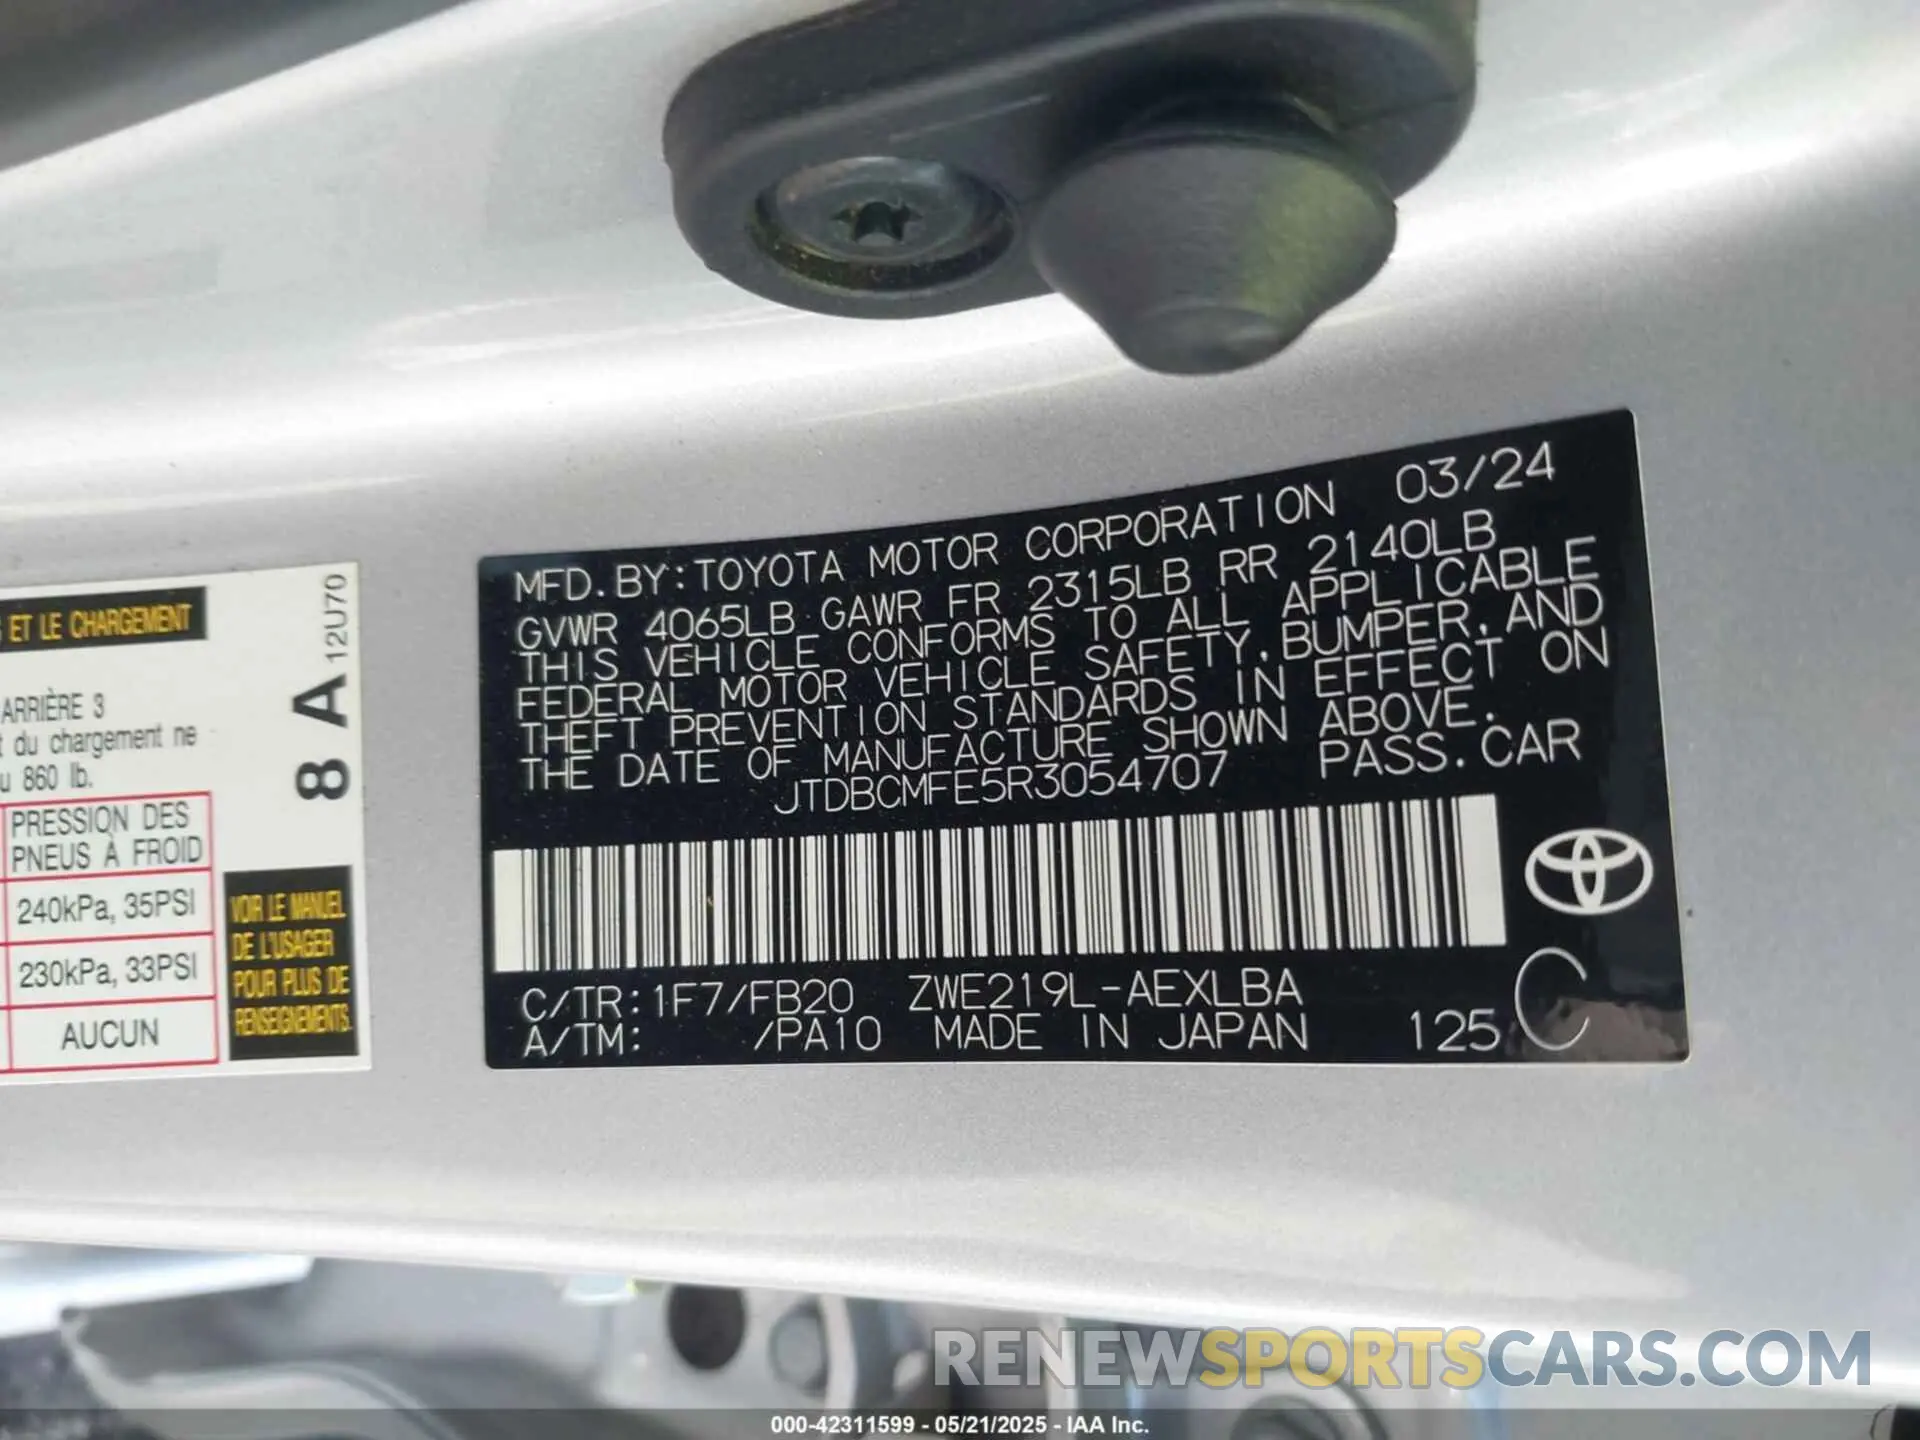 ET LE CHARGEMENT
12U70
8 A
ARRIÈRE 3
du chargement ne
860 lb.
PRESSION DES
PNEUS À FROID
240kPa, 35PSI
230kPa, 33PSI
AUCUN
VOIR LE MANUEL
DE L'USAGER
POUR PLUS DE
RENSEIGNEMENTS.
MFD. BY: TOYOTA MOTOR CORPORATION 03/24
GVWR 4065LB GAWR FR 2315LB RR 2140LB
THIS VEHICLE CONFORMS TO ALL APPLICABLE
FEDERAL MOTOR VEHICLE SAFETY, BUMPER, AND
THEFT PREVENTION STANDARDS IN EFFECT ON
THE DATE OF MANUFACTURE SHOWN ABOVE.
JTDBCMFE5R3054707 PASS. CAR
C/TR: 1F7/FB20 ZWE219L-AEXLBA
A/TM: /PA10 MADE IN JAPAN 125 C
RENEWSPORTSCARS.COM
000-42311599 - 05/21/2025 - IAA Inc.